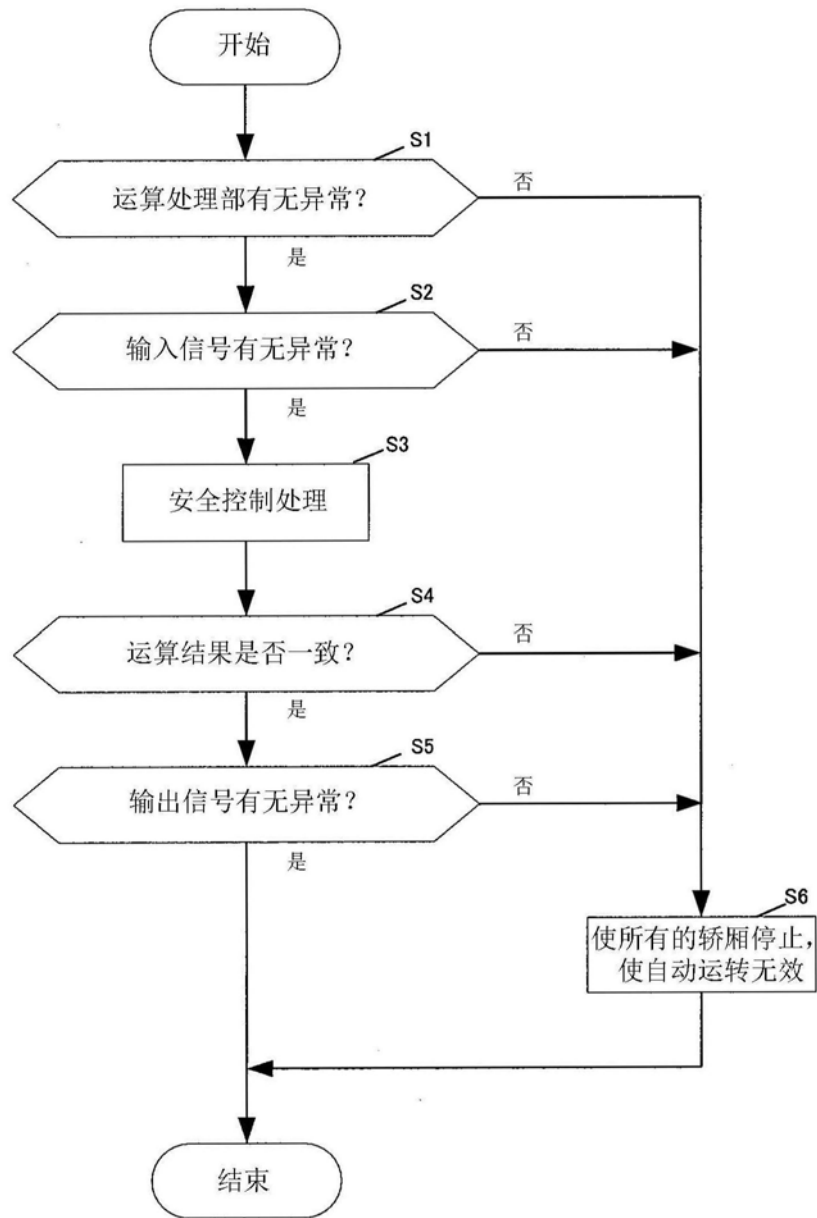 开始
S1
运算处理部有无异常？
否
是
S2
输入信号有无异常？
否
是
S3
安全控制处理
S4
运算结果是否一致？
否
是
S5
输出信号有无异常？
否
是
S6
使所有的轿厢停止，
使自动运转无效
结束